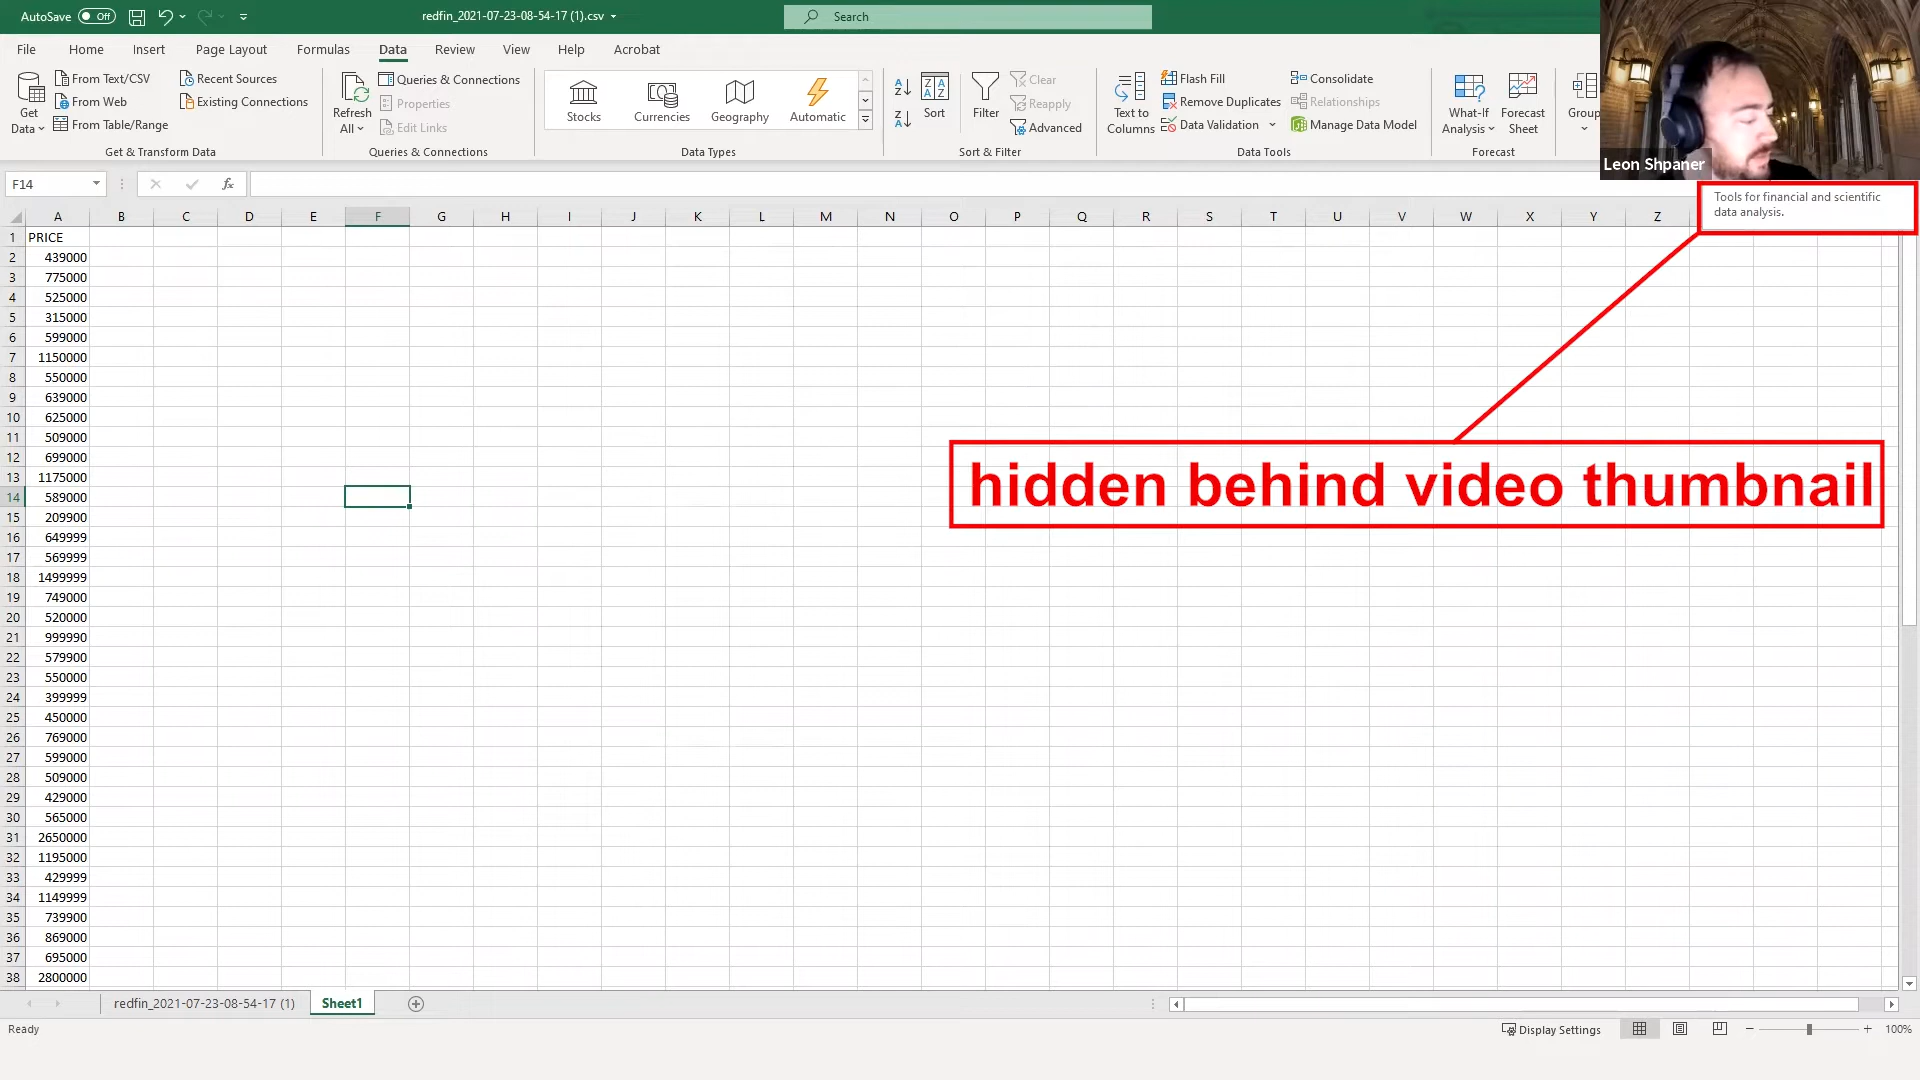 AutoSave Off redfin_2021-07-23-08-54-17 (1).csv Search
File Home Insert Page Layout Formulas Data Review View Help Acrobat
Get Data
From Text/CSV
From Web
From Table/Range
Recent Sources
Existing Connections
Get & Transform Data
Refresh All
Queries & Connections
Properties
Edit Links
Queries & Connections
Stocks Currencies Geography Automatic
Data Types
Sort
Filter
Clear
Reapply
Advanced
Sort & Filter
Text to Columns
Flash Fill
Remove Duplicates
Data Validation
Consolidate
Relationships
Manage Data Model
Data Tools
What-If Analysis
Forecast Sheet
Forecast
Group
Leon Shpaner
Tools for financial and scientific
data analysis.
F14 fx
A B C D E F G H I J K L M N O P Q R S T U V W X Y Z
1 PRICE
2 439000
3 775000
4 525000
5 315000
6 599000
7 1150000
8 550000
9 639000
10 625000
11 509000
12 699000
13 1175000
14 589000
15 209900
16 649999
17 569999
18 1499999
19 749000
20 520000
21 999990
22 579900
23 550000
24 399999
25 450000
26 769000
27 599000
28 509000
29 429000
30 565000
31 2650000
32 1195000
33 429999
34 1149999
35 739900
36 869000
37 695000
38 2800000
hidden behind video thumbnail
redfin_2021-07-23-08-54-17 (1) Sheet1
Ready Display Settings 100%